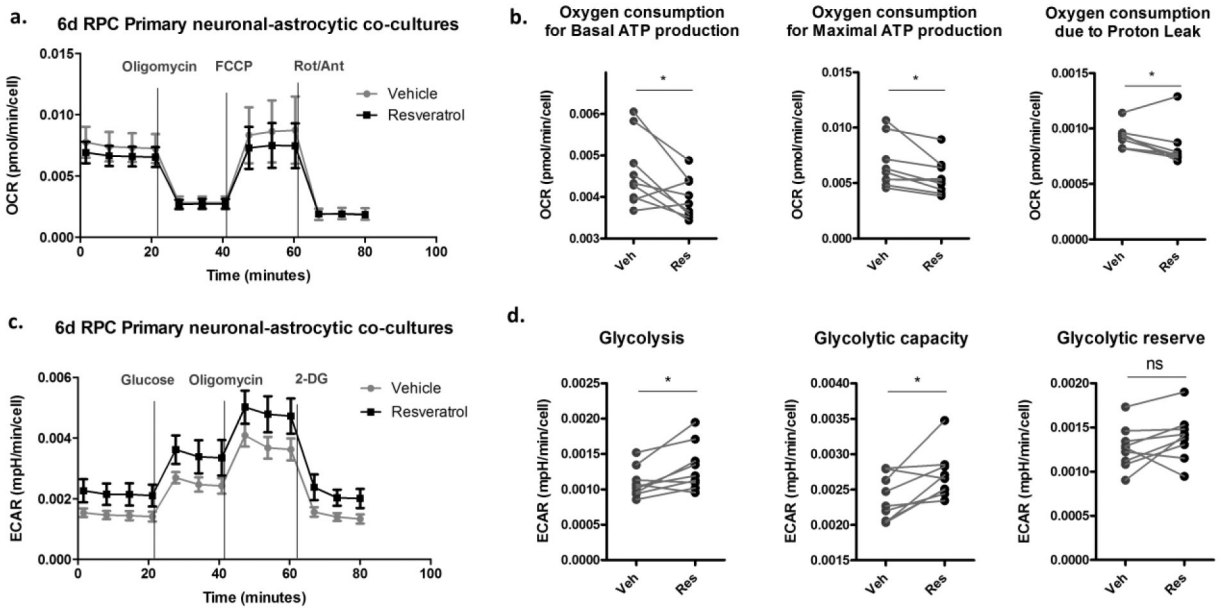 a.
6d RPC Primary neuronal-astrocytic co-cultures
OCR (pmol/min/cell)
0.015
0.010
0.005
0.000
Oligomycin FCCP Rot/Ant
Vehicle
Resveratrol
0 20 40 60 80 100
Time (minutes)
b.
Oxygen consumption
for Basal ATP production
OCR (pmol/min/cell)
0.006
0.005
0.004
0.003
*
Veh Res
Oxygen consumption
for Maximal ATP production
OCR (pmol/min/cell)
0.015
0.010
0.005
0.000
*
Veh Res
Oxygen consumption
due to Proton Leak
OCR (pmol/min/cell)
0.0015
0.0010
0.0005
0.0000
*
Veh Res
c.
6d RPC Primary neuronal-astrocytic co-cultures
ECAR (mpH/min/cell)
0.006
0.004
0.002
0.000
Glucose Oligomycin 2-DG
Vehicle
Resveratrol
0 20 40 60 80 100
Time (minutes)
d.
Glycolysis
ECAR (mpH/min/cell)
0.0025
0.0020
0.0015
0.0010
0.0005
0.0000
*
Veh Res
Glycolytic capacity
ECAR (mpH/min/cell)
0.0040
0.0035
0.0030
0.0025
0.0020
0.0015
*
Veh Res
Glycolytic reserve
ECAR (mpH/min/cell)
0.0020
0.0015
0.0010
0.0005
0.0000
ns
Veh Res